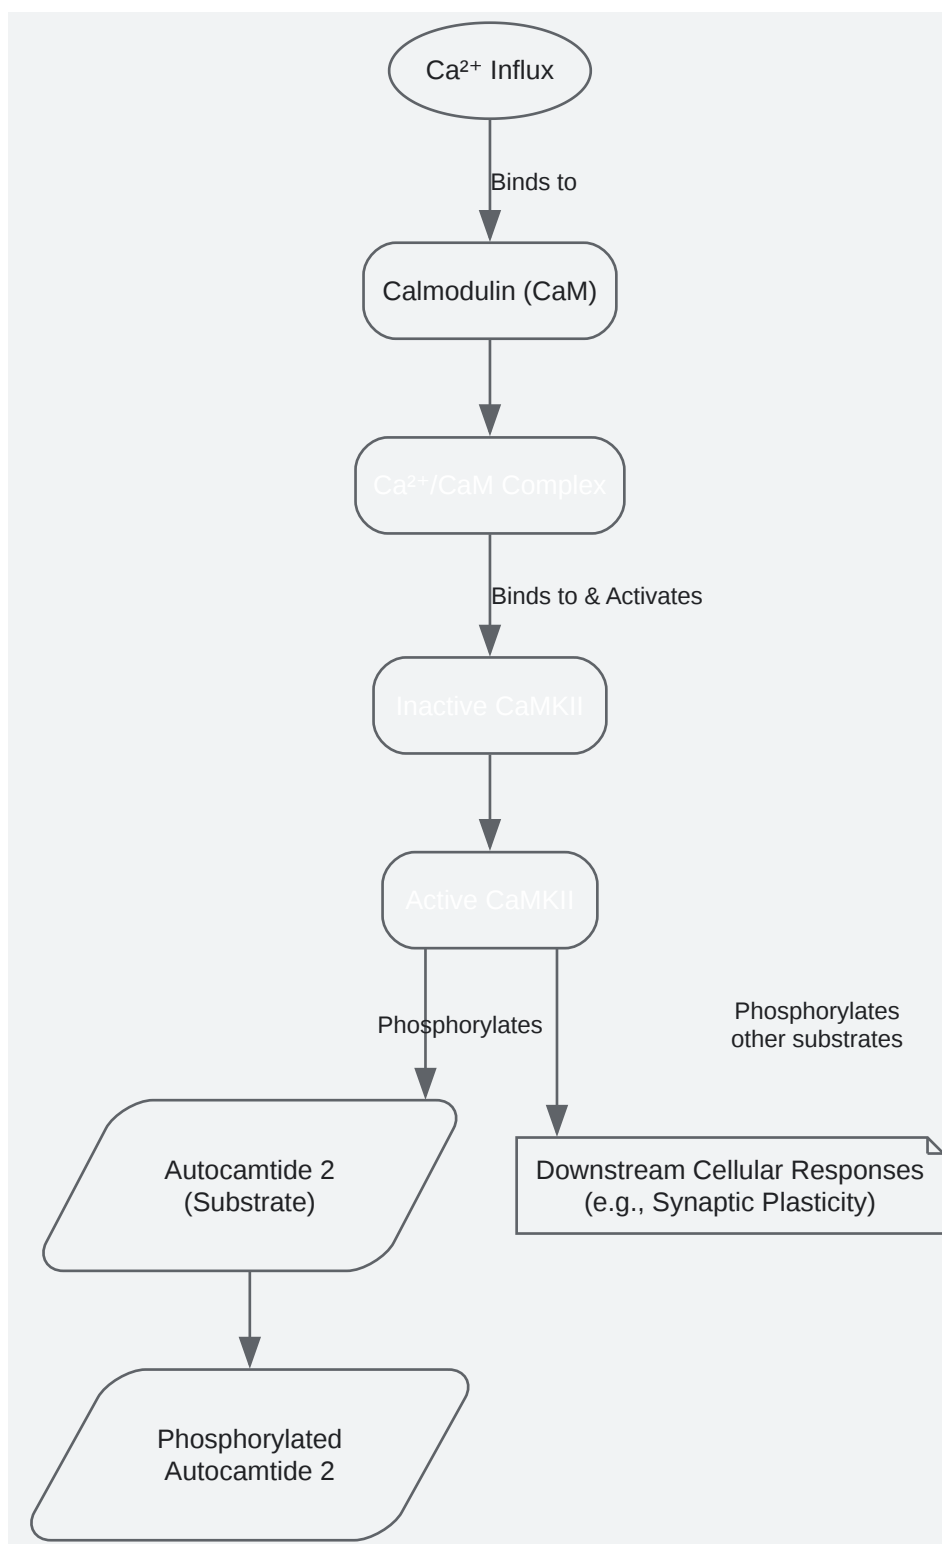 Ca²⁺ Influx
Binds to
Calmodulin (CaM)
Ca²⁺/CaM Complex
Binds to & Activates
Inactive CaMKII
Active CaMKII
Phosphorylates
Phosphorylates
other substrates
Autocamtide 2
(Substrate)
Downstream Cellular Responses
(e.g., Synaptic Plasticity)
Phosphorylated
Autocamtide 2